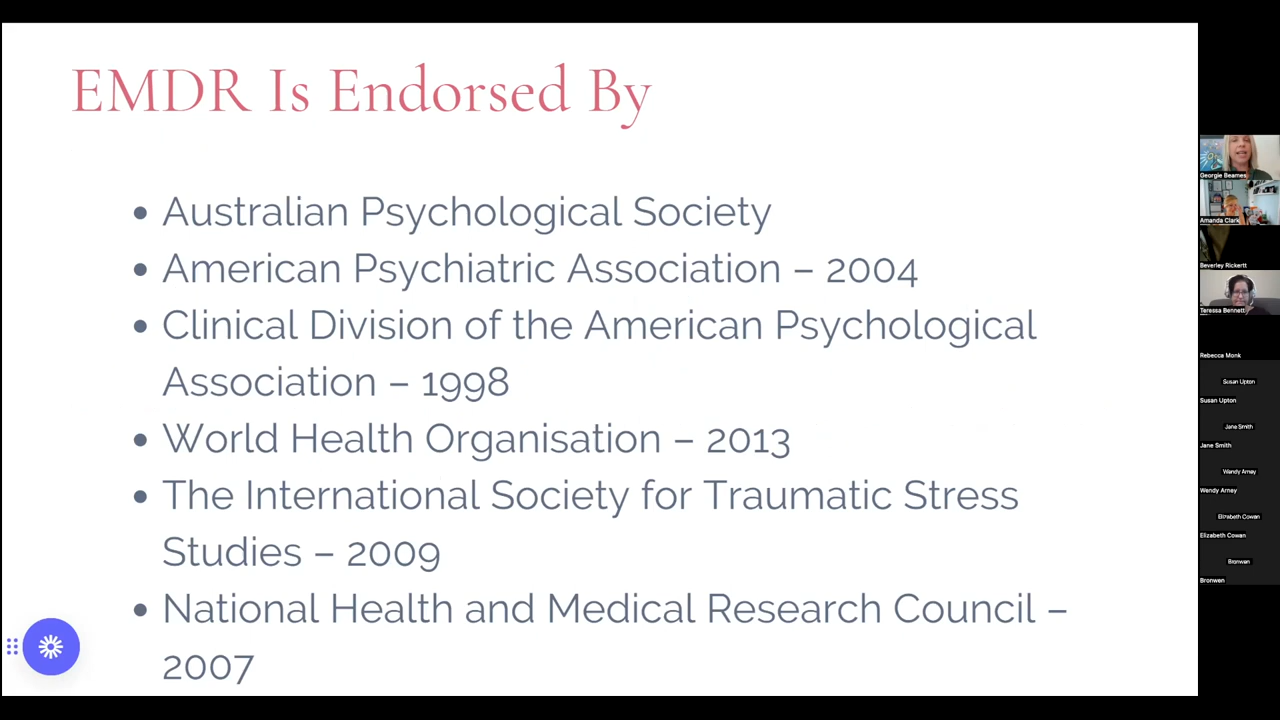 EMDR Is Endorsed By
• Australian Psychological Society
• American Psychiatric Association – 2004
• Clinical Division of the American Psychological
Association – 1998
• World Health Organisation – 2013
• The International Society for Traumatic Stress
Studies – 2009
• National Health and Medical Research Council –
2007
Georgie Beames
Amanda Clark
Beverley Rickertt
Teressa Bennett
Rebecca Monk
Susan Upton
Susan Upton
Jane Smith
Jane Smith
Wendy Arney
Wendy Arney
Elizabeth Cowan
Elizabeth Cowan
Bronwen
Bronwen